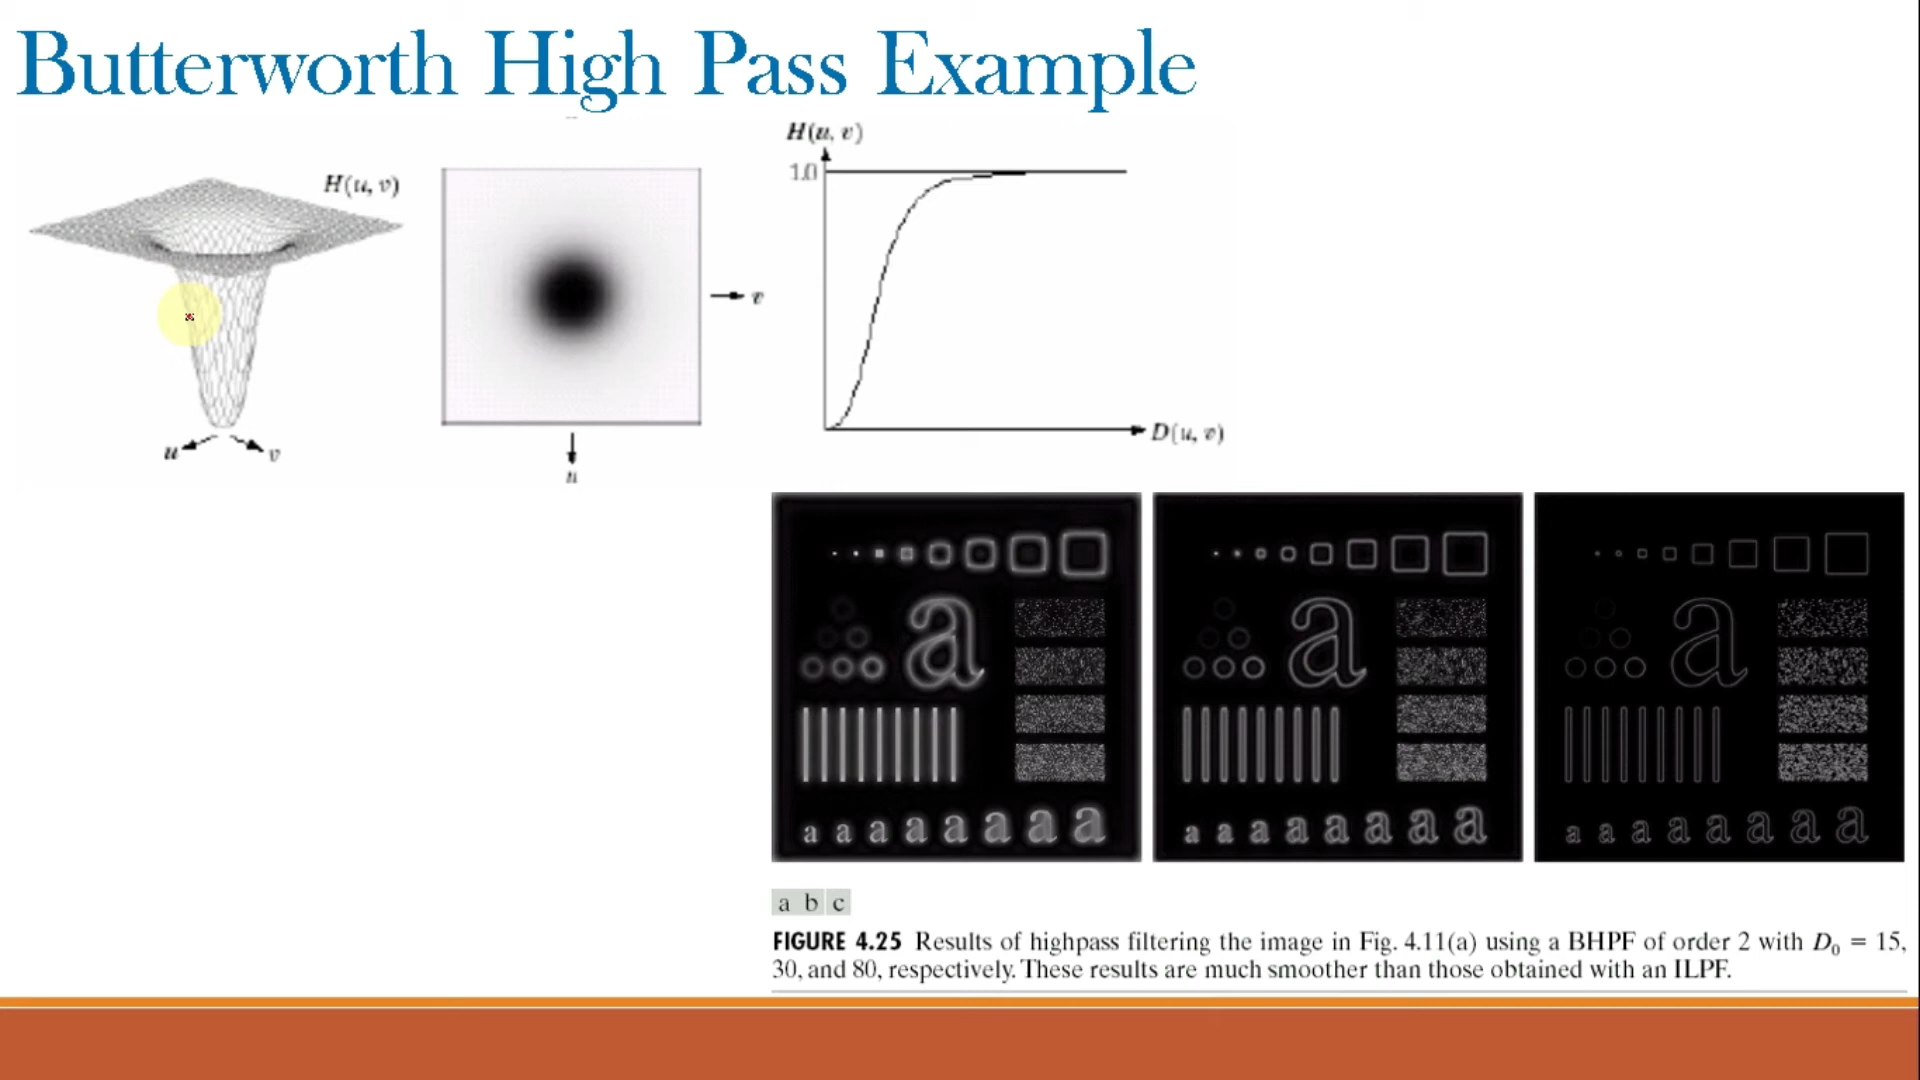 Butterworth High Pass Example
H(u, v)
u
v
v
u
H(u, v)
1.0
D(u, v)
a a a a a a a a a
a a a a a a a a a
a a a a a a a a a
a b c
FIGURE 4.25 Results of highpass filtering the image in Fig. 4.11(a) using a BHPF of order 2 with D₀ = 15,
30, and 80, respectively. These results are much smoother than those obtained with an ILPF.